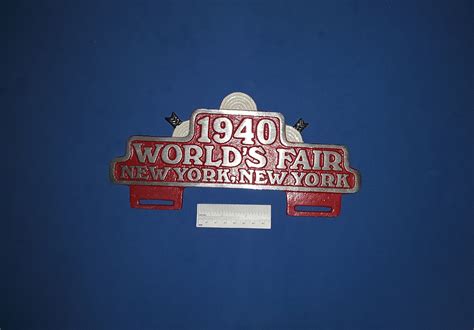 1940
WORLD'S FAIR
NEW YORK, NEW YORK